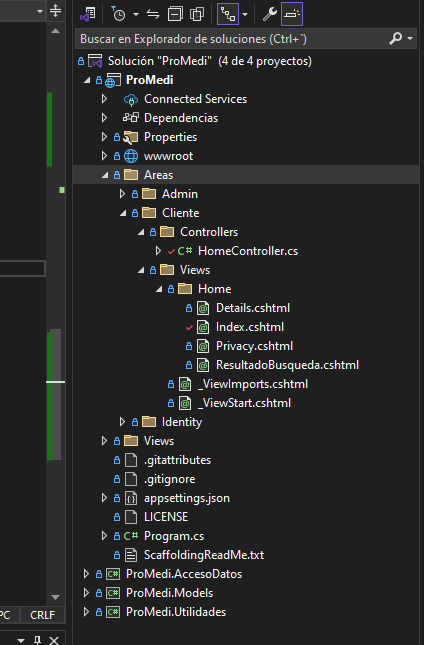 Buscar en Explorador de soluciones (Ctrl+`)
Solución "ProMedi" (4 de 4 proyectos)
ProMedi
Connected Services
Dependencias
Properties
wwwroot
Areas
Admin
Cliente
Controllers
C# HomeController.cs
Views
Home
Details.cshtml
Index.cshtml
Privacy.cshtml
ResultadoBusqueda.cshtml
_ViewImports.cshtml
_ViewStart.cshtml
Identity
Views
.gitattributes
.gitignore
appsettings.json
LICENSE
C# Program.cs
ScaffoldingReadMe.txt
C# ProMedi.AccesoDatos
C# ProMedi.Models
C# ProMedi.Utilidades
PC CRLF